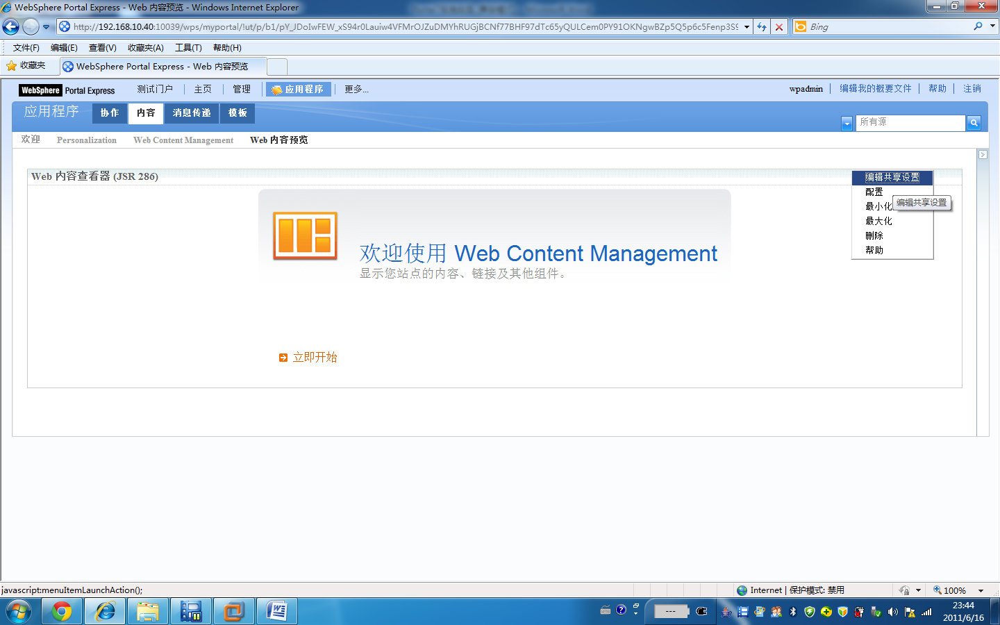 WebSphere Portal Express - Web 内容预览 - Windows Internet Explorer
http://192.168.10.40:10039/wps/myportal/!ut/p/b1/
Bing
文件(F) 编辑(E) 查看(V) 收藏夹(A) 工具(T) 帮助(H)
收藏夹 WebSphere Portal Express - Web 内容预览
WebSphere Portal Express 测试门户 主页 管理 应用程序 更多... wpadmin 编辑我的概要文件 帮助 注销
应用程序 协作 内容 消息传递 模板
所有源
欢迎 Personalization Web Content Management Web 内容预览
Web 内容查看器 (JSR 286)
编辑共享设置
配置
最小化
编辑共享设置
最大化
删除
帮助
欢迎使用 Web Content Management
显示您站点的内容、链接及其他组件。
立即开始
javascript:menuItemLaunchAction(); Internet | 保护模式: 禁用 100%
---
23:44
2011/6/16